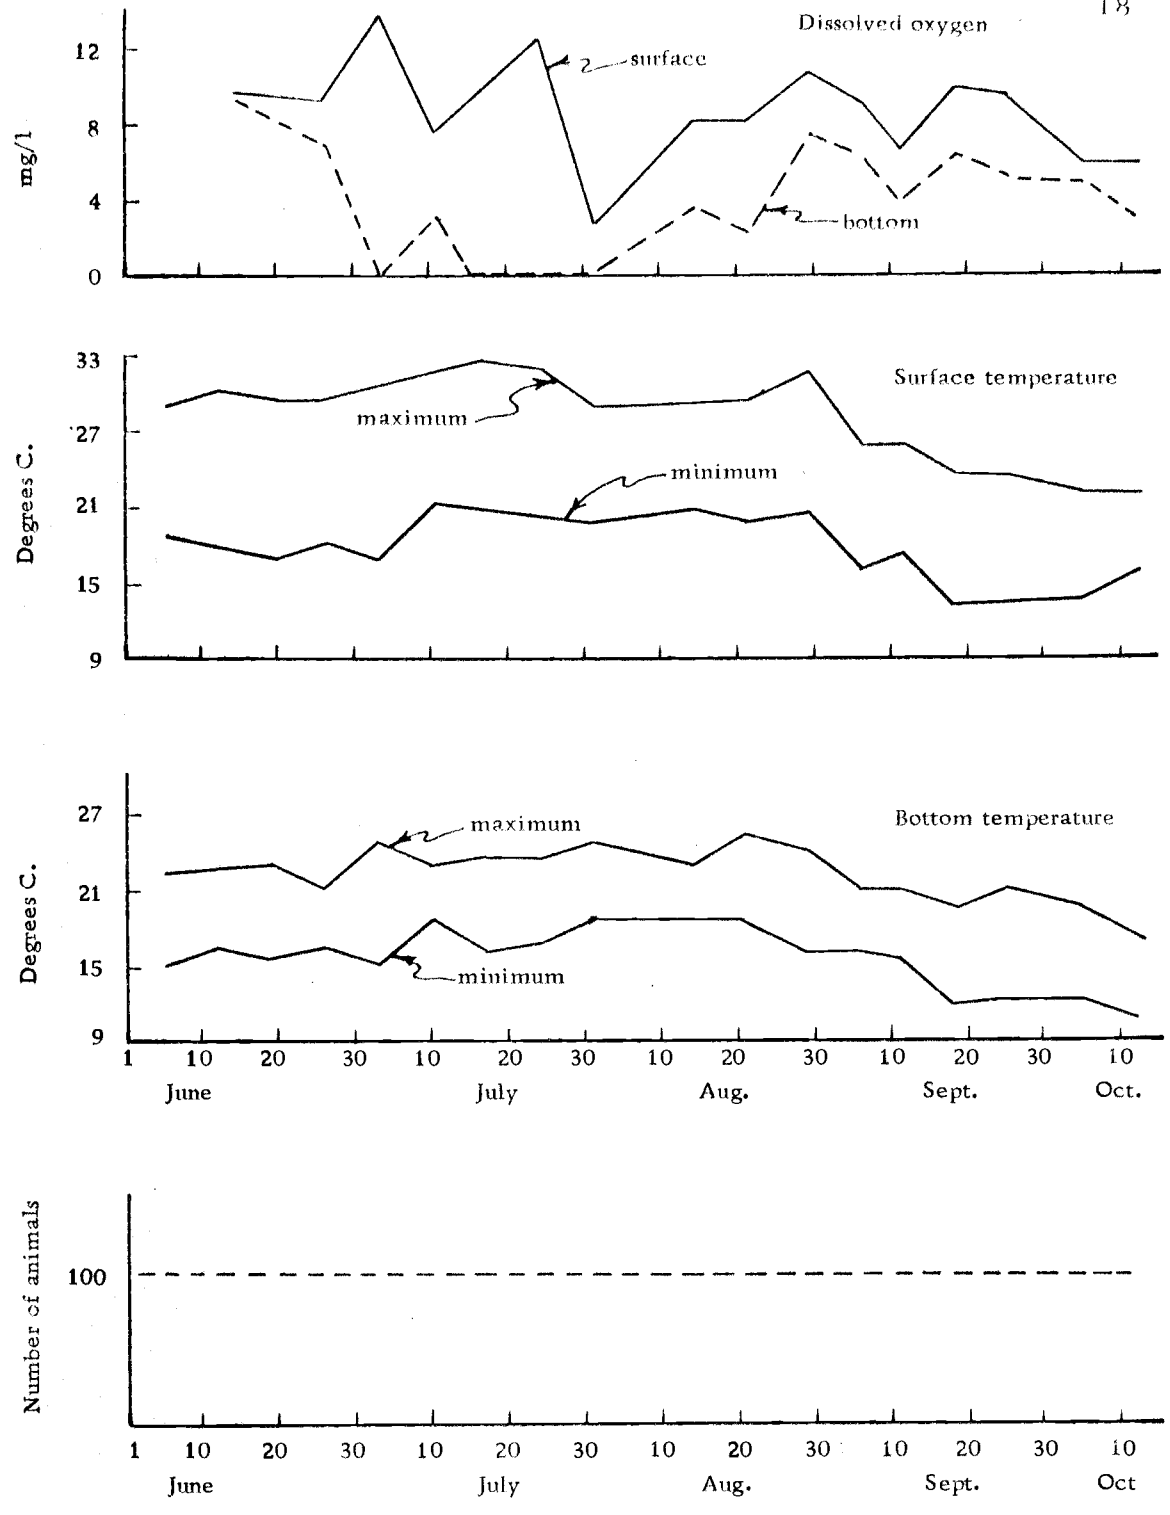 18
Dissolved oxygen
12
surface
8
mg/l
4
bottom
0
33
Surface temperature
maximum
27
minimum
Degrees C.
21
15
9
27
maximum
Bottom temperature
21
Degrees C.
15
minimum
9
1 10 20 30 10 20 30 10 20 30 10 20 30 10
June July Aug. Sept. Oct.
Number of animals
100
1 10 20 30 10 20 30 10 20 30 10 20 30 10
June July Aug. Sept. Oct